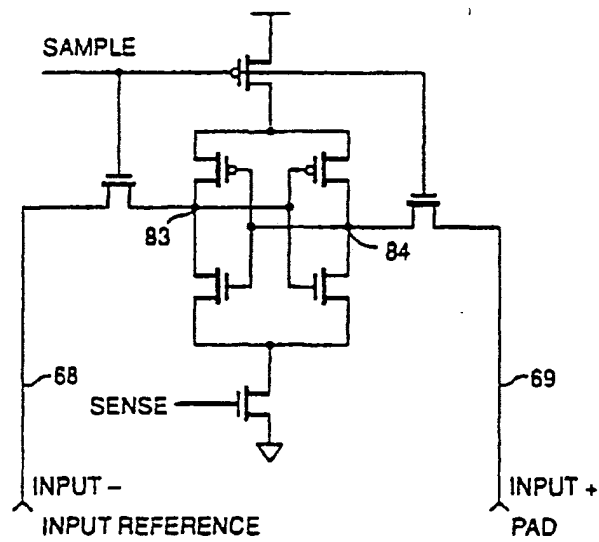 SAMPLE
83
84
68
69
SENSE
INPUT –
INPUT REFERENCE
INPUT +
PAD